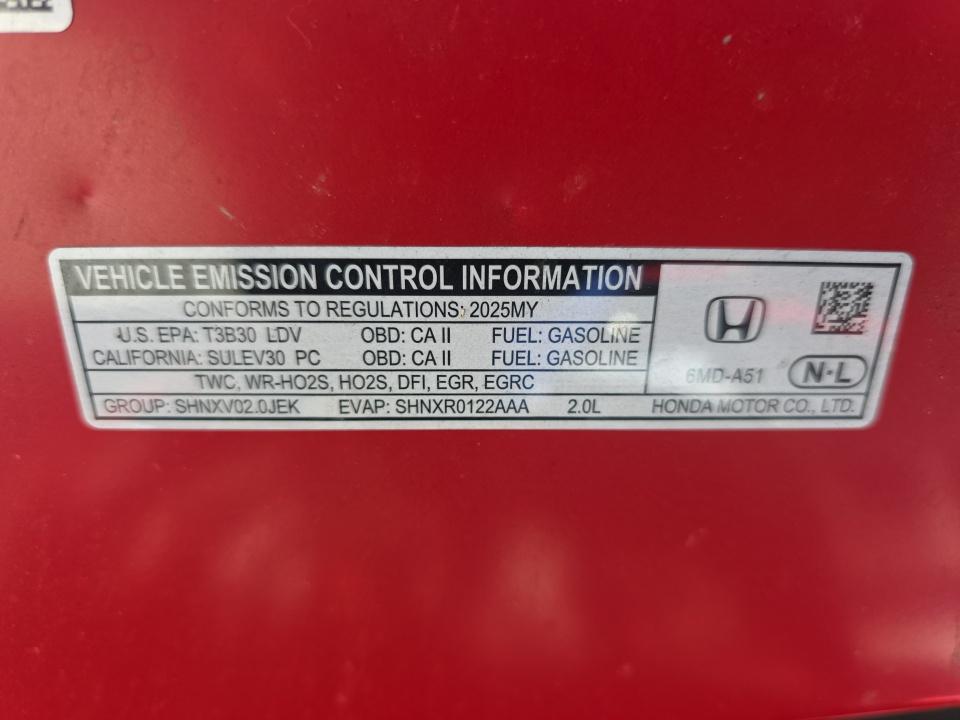 VEHICLE EMISSION CONTROL INFORMATION
CONFORMS TO REGULATIONS: 2025MY
U.S. EPA: T3B30 LDV OBD: CA II FUEL: GASOLINE
CALIFORNIA: SULEV30 PC OBD: CA II FUEL: GASOLINE
TWC, WR-HO2S, HO2S, DFI, EGR, EGRC
GROUP: SHNXV02.0JEK EVAP: SHNXR0122AAA 2.0L
6MD-A51 N-L
HONDA MOTOR CO., LTD.